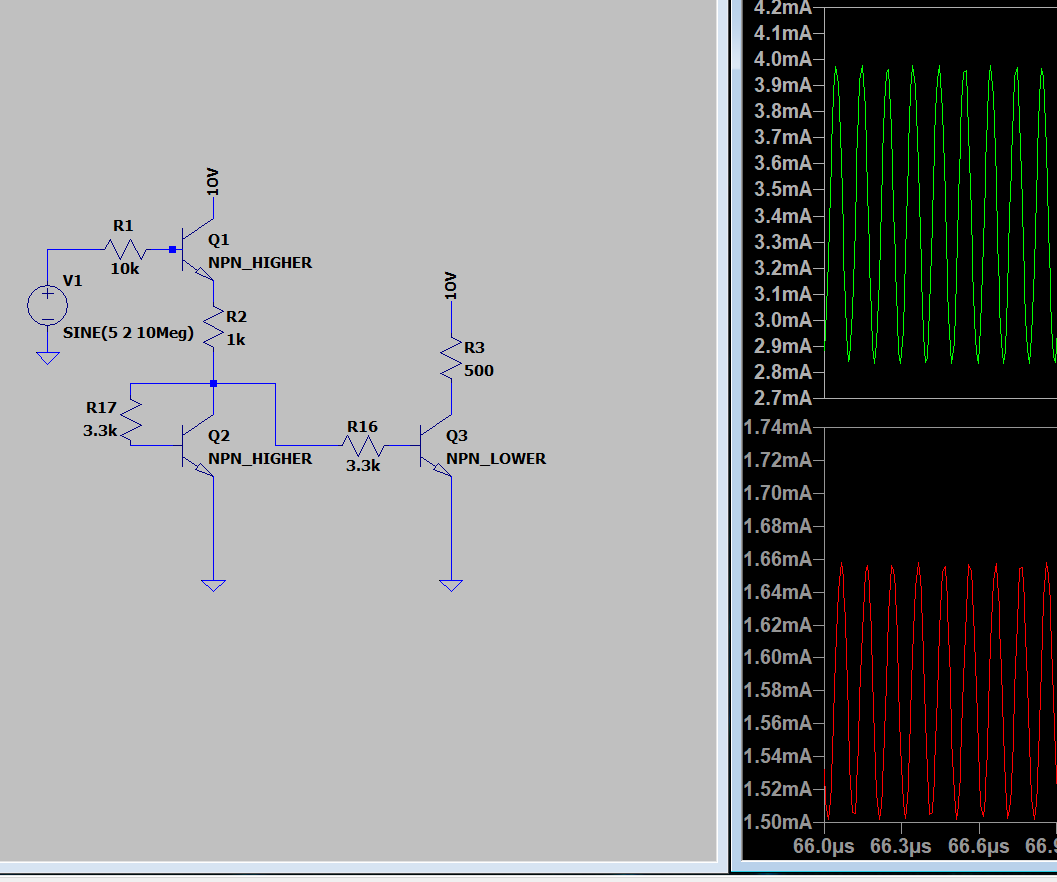 10V
R1
Q1
10k
NPN_HIGHER
V1
10V
R2
SINE(5 2 10Meg)
1k
R3
500
R17
3.3k
R16
Q2
Q3
3.3k
NPN_HIGHER
NPN_LOWER
4.2mA
4.1mA
4.0mA
3.9mA
3.8mA
3.7mA
3.6mA
3.5mA
3.4mA
3.3mA
3.2mA
3.1mA
3.0mA
2.9mA
2.8mA
2.7mA
1.74mA
1.72mA
1.70mA
1.68mA
1.66mA
1.64mA
1.62mA
1.60mA
1.58mA
1.56mA
1.54mA
1.52mA
1.50mA
66.0µs 66.3µs 66.6µs 66.9